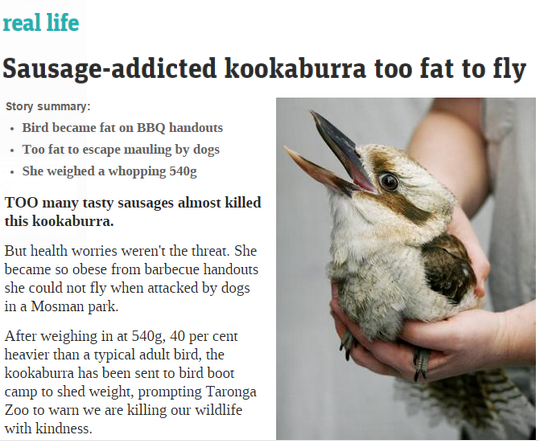 real life
Sausage-addicted kookaburra too fat to fly
Story summary:
• Bird became fat on BBQ handouts
• Too fat to escape mauling by dogs
• She weighed a whopping 540g
TOO many tasty sausages almost killed
this kookaburra.
But health worries weren't the threat. She
became so obese from barbecue handouts
she could not fly when attacked by dogs
in a Mosman park.
After weighing in at 540g, 40 per cent
heavier than a typical adult bird, the
kookaburra has been sent to bird boot
camp to shed weight, prompting Taronga
Zoo to warn we are killing our wildlife
with kindness.